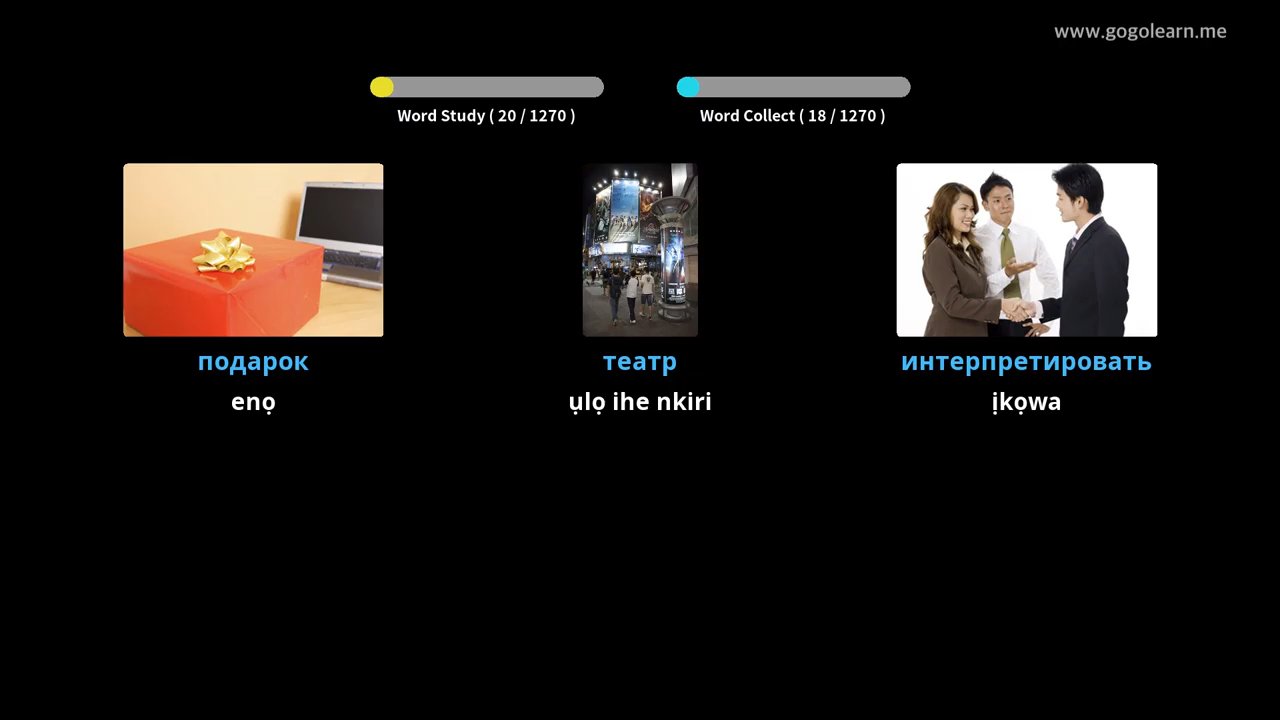 www.gogolearn.me
Word Study ( 20 / 1270 )
Word Collect ( 18 / 1270 )
подарок
театр
интерпретировать
enọ
ụlọ ihe nkiri
ịkọwa